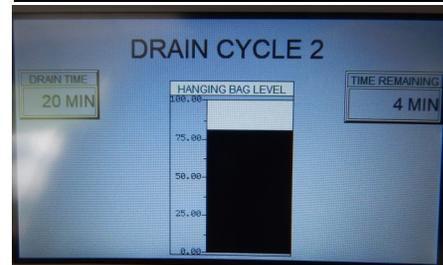 DRAIN CYCLE 2
DRAIN TIME
20 MIN
HANGING BAG LEVEL
TIME REMAINING
4 MIN
100.00
75.00
50.00
25.00
0.00